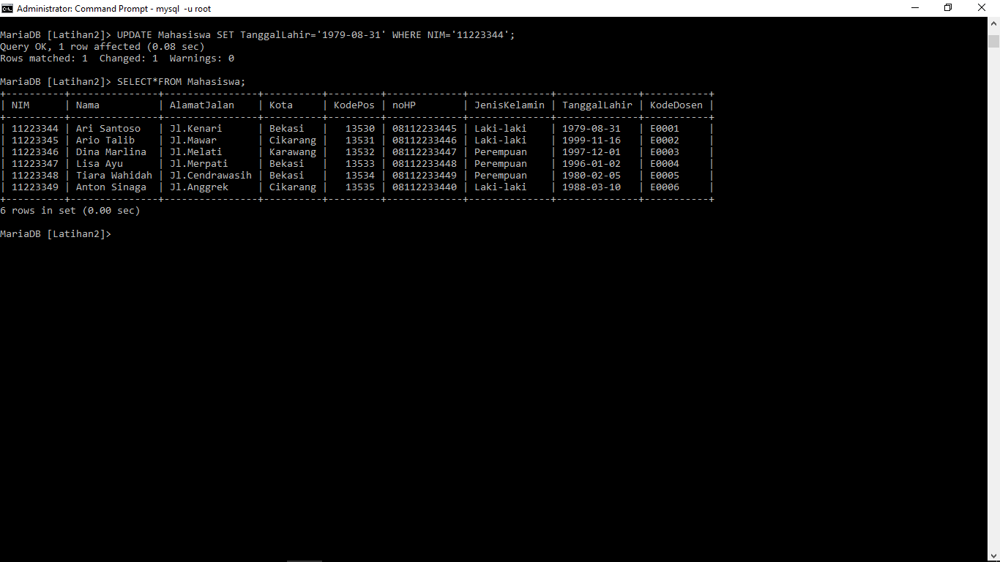 Administrator: Command Prompt - mysql  -u root
MariaDB [Latihan2]> UPDATE Mahasiswa SET TanggalLahir='1979-08-31' WHERE NIM='11223344';
Query OK, 1 row affected (0.08 sec)
Rows matched: 1  Changed: 1  Warnings: 0
MariaDB [Latihan2]> SELECT*FROM Mahasiswa;
+----------+---------------+----------------+----------+---------+-------------+--------------+--------------+-----------+
| NIM      | Nama          | AlamatJalan    | Kota     | KodePos | noHP        | JenisKelamin | TanggalLahir | KodeDosen |
+----------+---------------+----------------+----------+---------+-------------+--------------+--------------+-----------+
| 11223344 | Ari Santoso   | Jl.Kenari      | Bekasi   |   13530 | 08112233445 | Laki-laki    | 1979-08-31   | E0001     |
| 11223345 | Ario Talib    | Jl.Mawar       | Cikarang |   13531 | 08112233446 | Laki-laki    | 1999-11-16   | E0002     |
| 11223346 | Dina Marlina  | Jl.Melati      | Karawang |   13532 | 08112233447 | Perempuan    | 1997-12-01   | E0003     |
| 11223347 | Lisa Ayu      | Jl.Merpati     | Bekasi   |   13533 | 08112233448 | Perempuan    | 1996-01-02   | E0004     |
| 11223348 | Tiara Wahidah | Jl.Cendrawasih | Bekasi   |   13534 | 08112233449 | Perempuan    | 1980-02-05   | E0005     |
| 11223349 | Anton Sinaga  | Jl.Anggrek     | Cikarang |   13535 | 08112233440 | Laki-laki    | 1988-03-10   | E0006     |
+----------+---------------+----------------+----------+---------+-------------+--------------+--------------+-----------+
6 rows in set (0.00 sec)
MariaDB [Latihan2]>